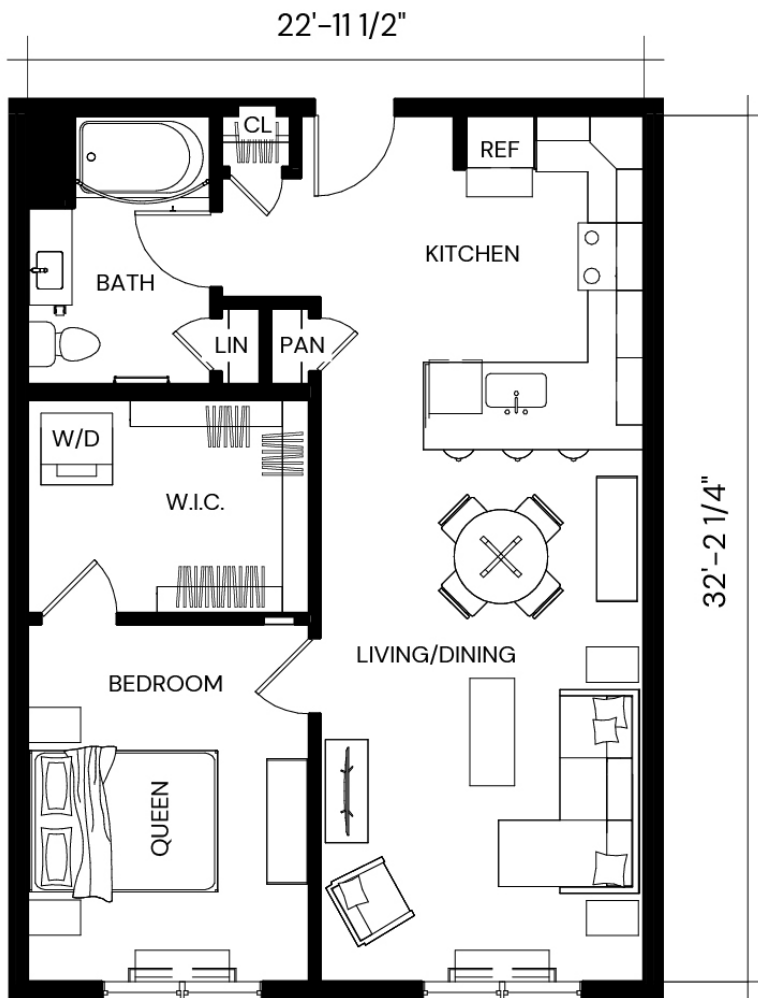 22'-11 1/2"
CL
REF
KITCHEN
BATH
LIN
PAN
W/D
W.I.C.
32'-2 1/4"
LIVING/DINING
BEDROOM
QUEEN